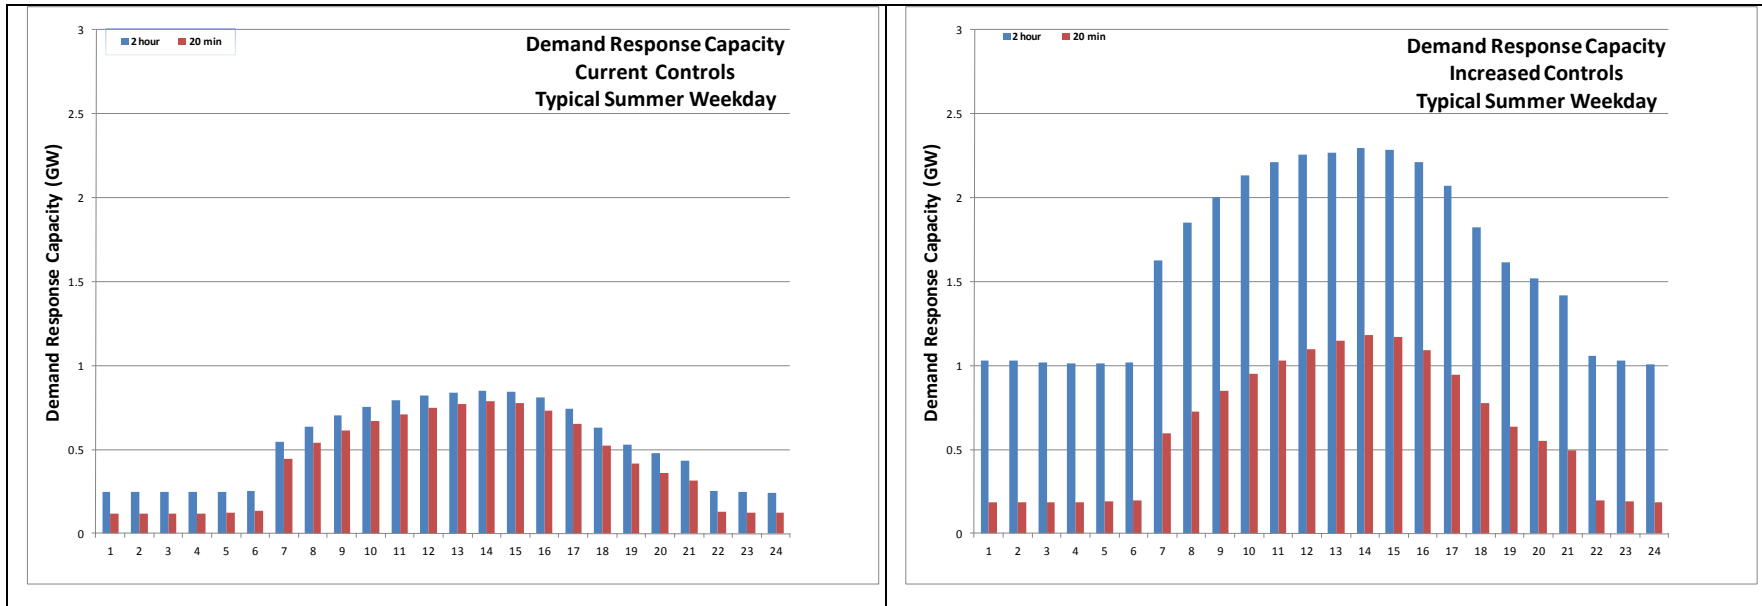 2 hour 20 min
Demand Response Capacity
Current Controls
Typical Summer Weekday
Demand Response Capacity (GW)
3
2.5
2
1.5
1
0.5
0
1 2 3 4 5 6 7 8 9 10 11 12 13 14 15 16 17 18 19 20 21 22 23 24
2 hour 20 min
Demand Response Capacity
Increased Controls
Typical Summer Weekday
Demand Response Capacity (GW)
3
2.5
2
1.5
1
0.5
0
1 2 3 4 5 6 7 8 9 10 11 12 13 14 15 16 17 18 19 20 21 22 23 24